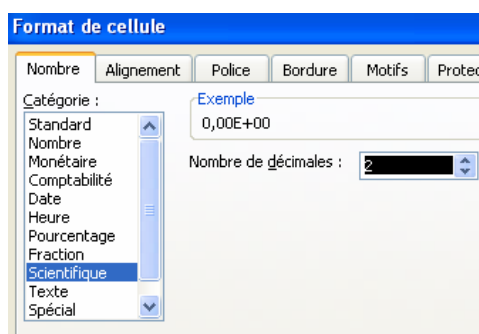 Format de cellule
Nombre Alignement Police Bordure Motifs Protec
Catégorie :
Standard
Nombre
Monétaire
Comptabilité
Date
Heure
Pourcentage
Fraction
Scientifique
Texte
Spécial
Exemple
0,00E+00
Nombre de décimales : 2